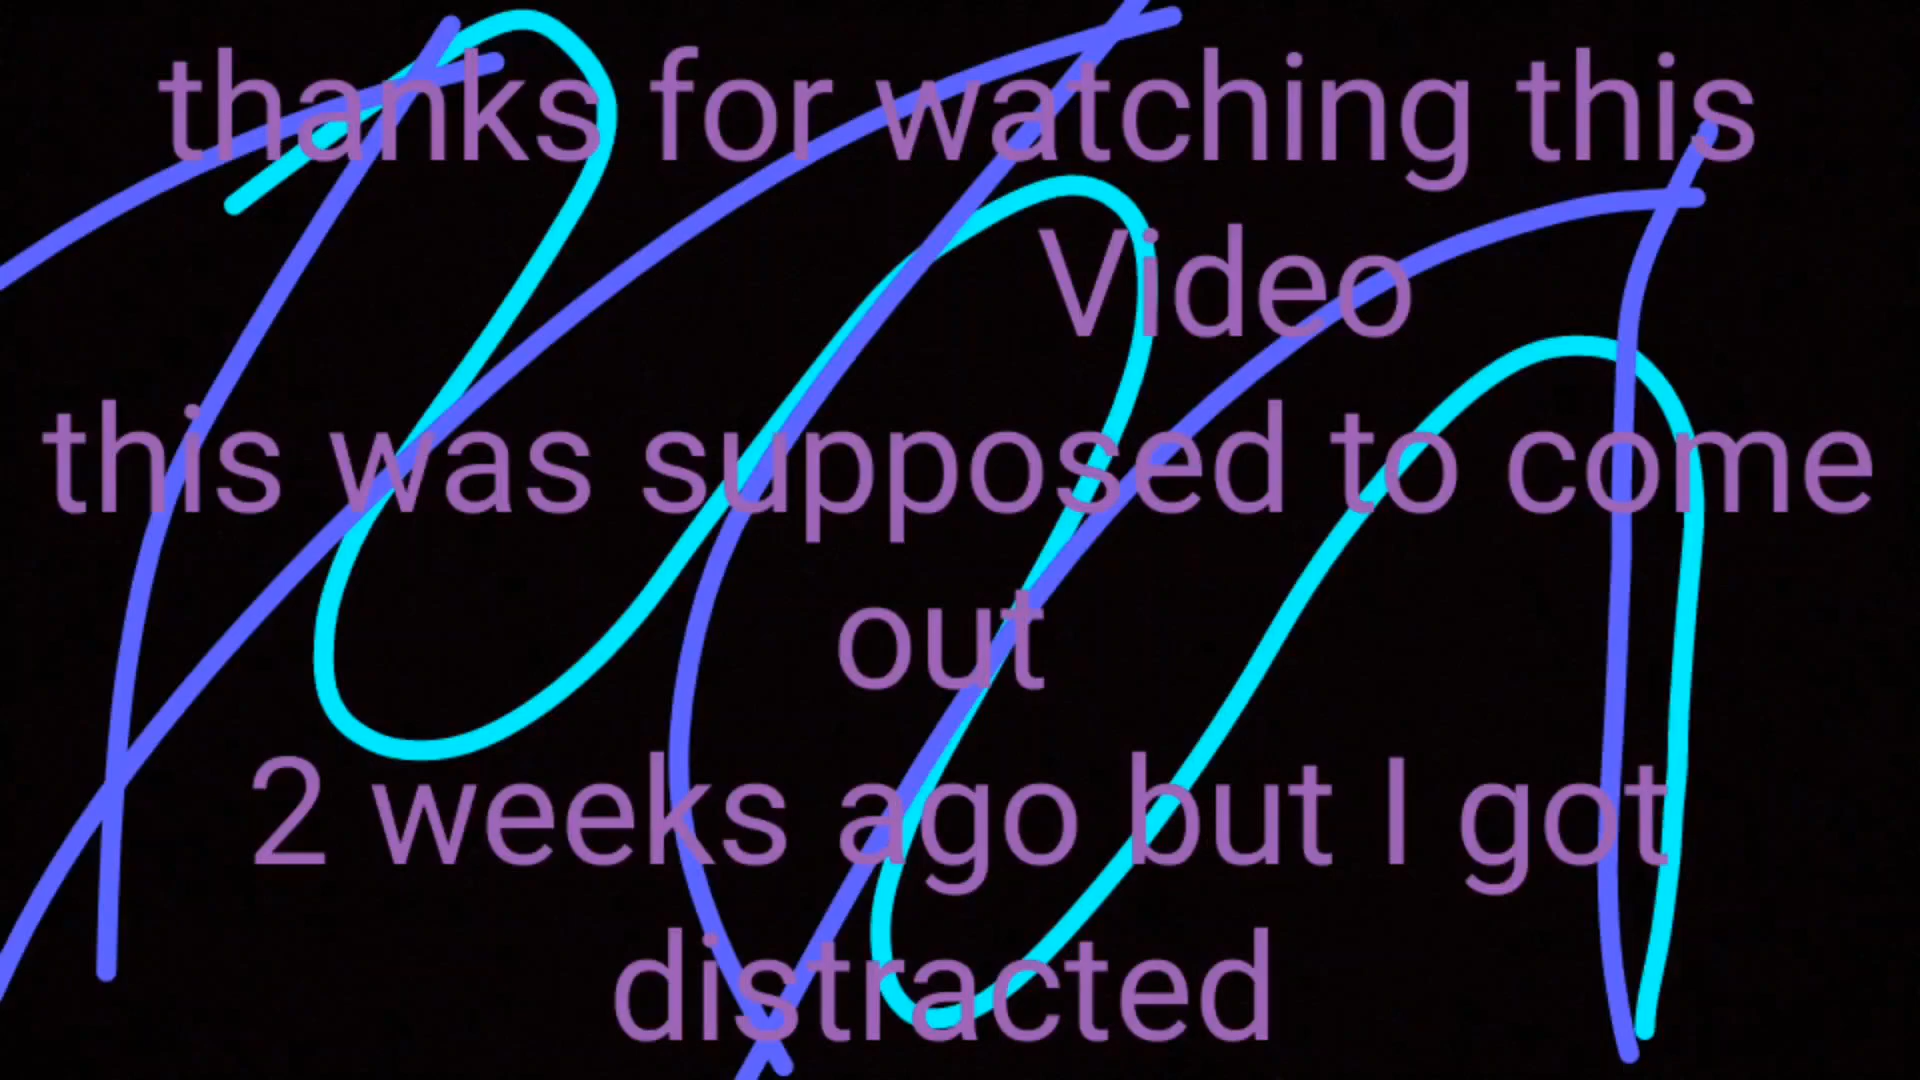 thanks for watching this
Video
this was supposed to come
out
2 weeks ago but I got
distracted